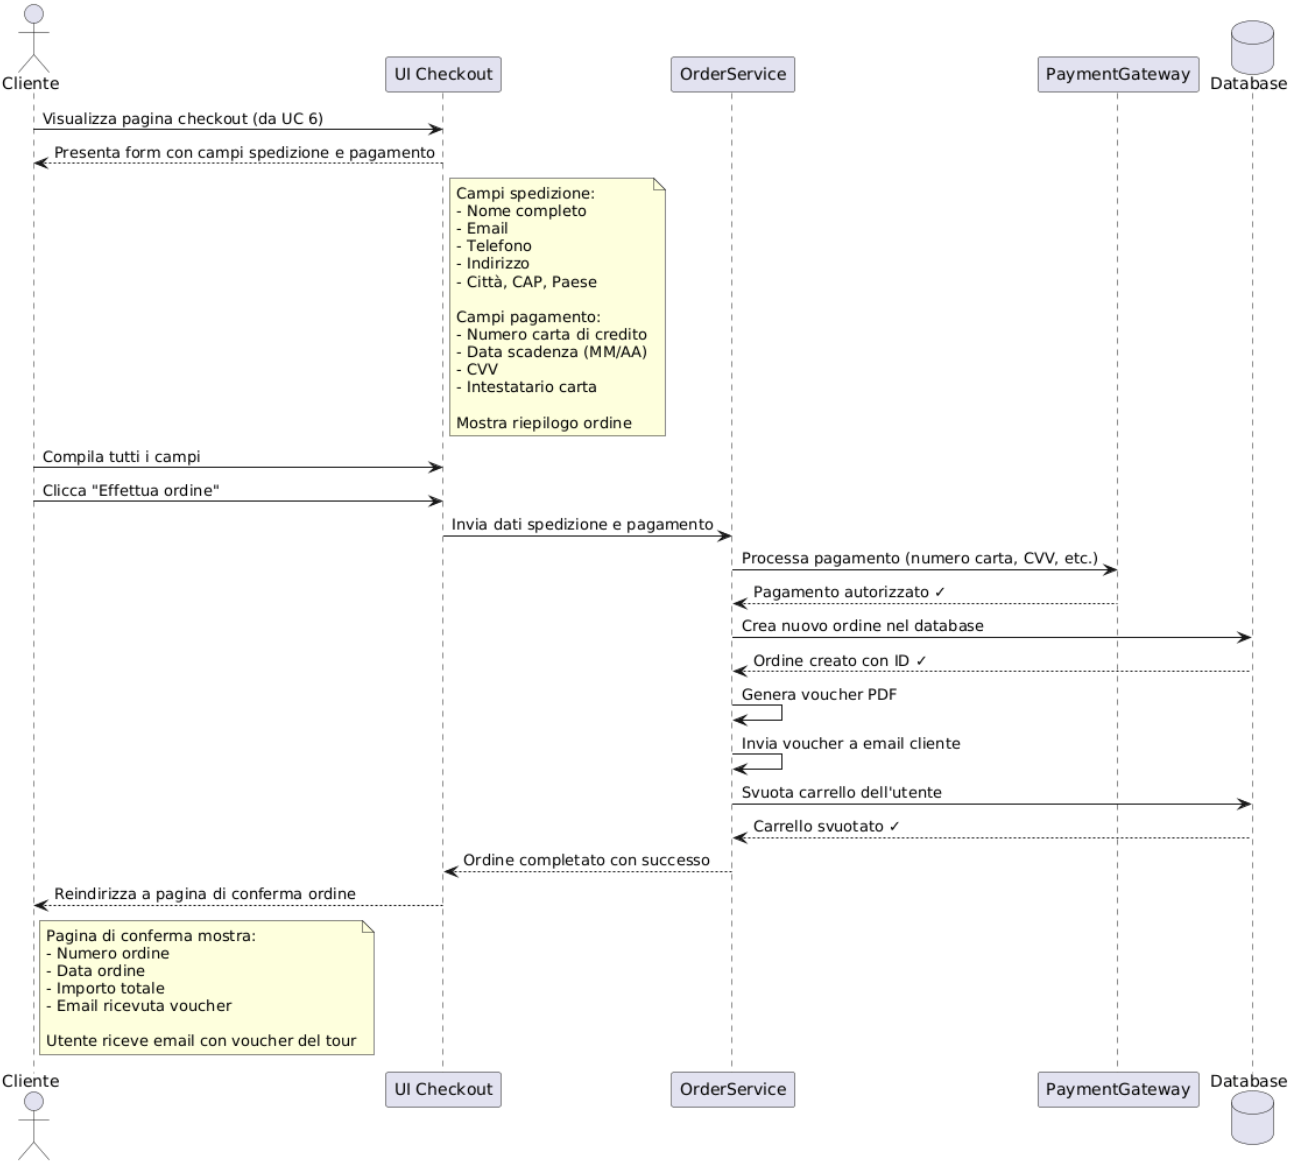 Cliente
UI Checkout
OrderService
PaymentGateway
Database
Visualizza pagina checkout (da UC 6)
Presenta form con campi spedizione e pagamento
Campi spedizione:
- Nome completo
- Email
- Telefono
- Indirizzo
- Città, CAP, Paese
Campi pagamento:
- Numero carta di credito
- Data scadenza (MM/AA)
- CVV
- Intestatario carta
Mostra riepilogo ordine
Compila tutti i campi
Clicca "Effettua ordine"
Invia dati spedizione e pagamento
Processa pagamento (numero carta, CVV, etc.)
Pagamento autorizzato ✓
Crea nuovo ordine nel database
Ordine creato con ID ✓
Genera voucher PDF
Invia voucher a email cliente
Svuota carrello dell'utente
Carrello svuotato ✓
Ordine completato con successo
Reindirizza a pagina di conferma ordine
Pagina di conferma mostra:
- Numero ordine
- Data ordine
- Importo totale
- Email ricevuta voucher
Utente riceve email con voucher del tour
Cliente
UI Checkout
OrderService
PaymentGateway
Database